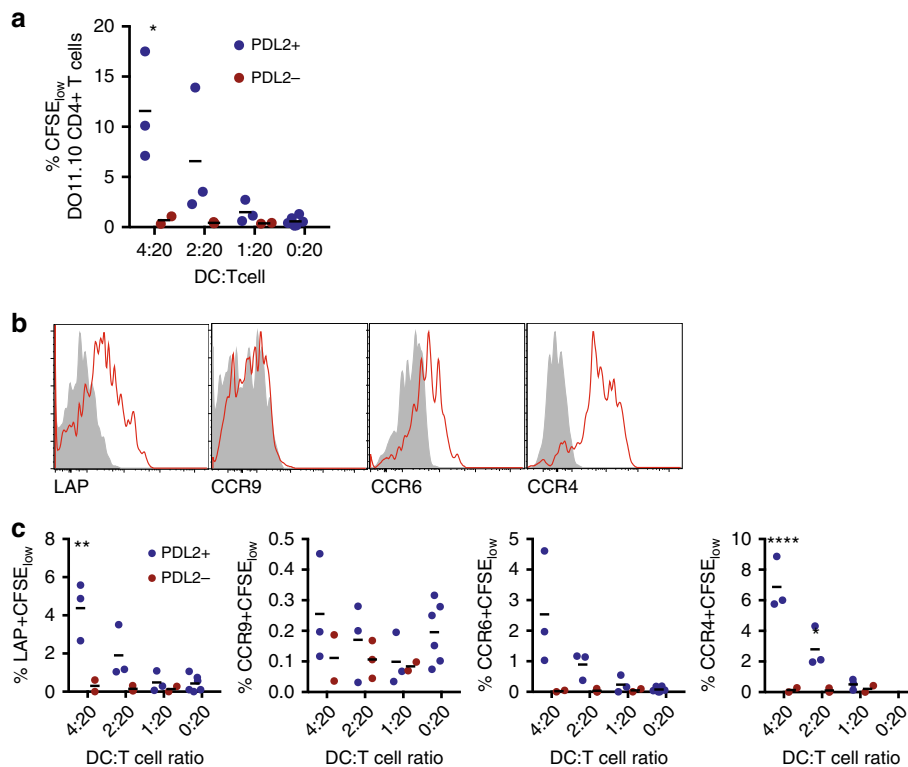 a
*
PDL2+
PDL2–
20
15
10
5
0
% CFSElow
DO11.10 CD4+ T cells
4:20 2:20 1:20 0:20
DC:Tcell
b
LAP CCR9 CCR6 CCR4
c
**
PDL2+
PDL2–
8
6
4
2
0
% LAP+CFSElow
4:20 2:20 1:20 0:20
DC:T cell ratio
0.5
0.4
0.3
0.2
0.1
0.0
% CCR9+CFSElow
4:20 2:20 1:20 0:20
DC:T cell ratio
6
5
4
3
2
1
0
% CCR6+CFSElow
4:20 2:20 1:20 0:20
DC:T cell ratio
****
*
10
8
6
4
2
0
% CCR4+CFSElow
4:20 2:20 1:20 0:20
DC:T cell ratio